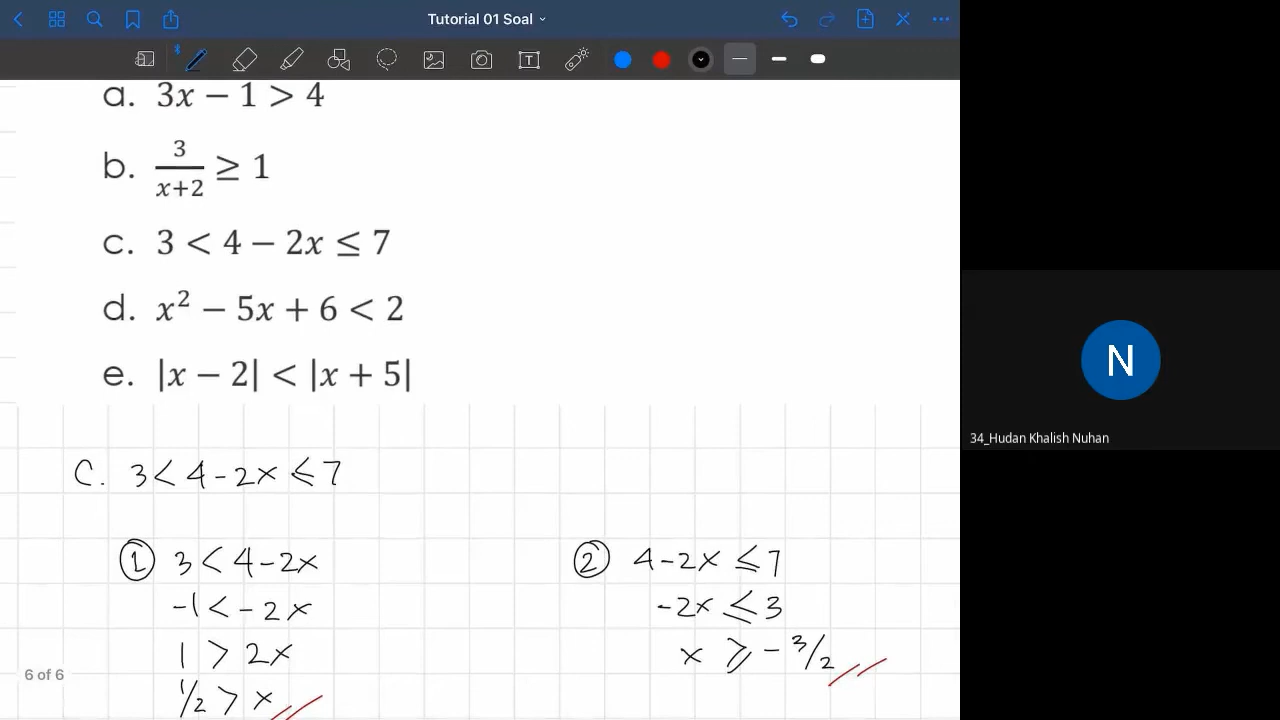 Tutorial 01 Soal
a. 3x − 1 > 4
b. 3/(x+2) ≥ 1
c. 3 < 4 − 2x ≤ 7
d. x² − 5x + 6 < 2
e. |x − 2| < |x + 5|
C. 3 < 4 - 2x ≤ 7
① 3 < 4 - 2x
-1 < -2x
1 > 2x
1/2 > x
② 4 - 2x ≤ 7
-2x ≤ 3
x ≥ - 3/2
6 of 6
N
34_Hudan Khalish Nuhan